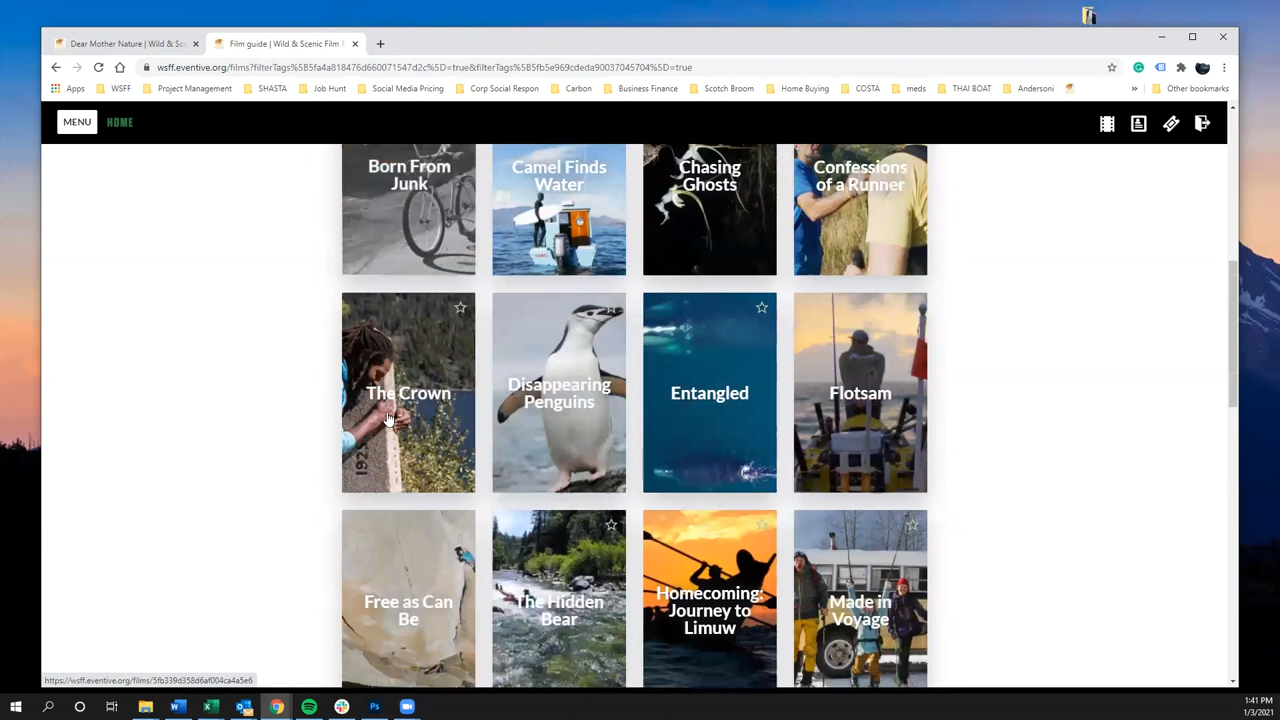 Dear Mother Nature | Wild & Sce
Film guide | Wild & Scenic Film F
wsff.eventive.org/films?filterTags%5B5fa4a818476d660071547d2c%5D=true&filterTags%5B5fb5e969cdeda90037045704%5D=true
Apps WSFF Project Management SHASTA Job Hunt Social Media Pricing Corp Social Respon Carbon Business Finance Scotch Broom Home Buying COSTA meds THAI BOAT Andersoni » Other bookmarks
MENU HOME
Born From
Junk
Camel Finds
Water
Chasing
Ghosts
Confessions
of a Runner
The Crown
1925
Disappearing
Penguins
Entangled
Flotsam
Free as Can
Be
The Hidden
Bear
Homecoming:
Journey to
Limuw
Made in
Voyage
https://wsff.eventive.org/films/5fb339d358d6af004ca4a5e6
1:41 PM
1/3/2021